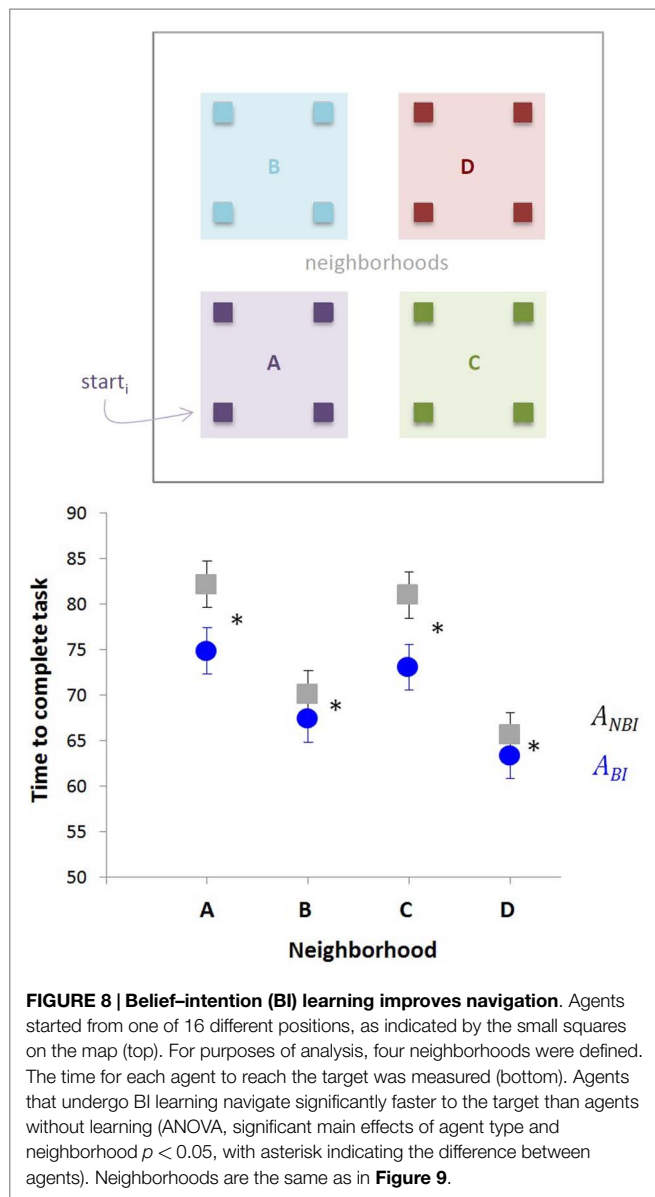 B D
neighborhoods
A C
start_i
90
85
80
75
70
65
60
55
50
Time to complete task
*
*
*
*
A_NBI
A_BI
A B C D
Neighborhood
FIGURE 8 | Belief–intention (BI) learning improves navigation. Agents
started from one of 16 different positions, as indicated by the small squares
on the map (top). For purposes of analysis, four neighborhoods were defined.
The time for each agent to reach the target was measured (bottom). Agents
that undergo BI learning navigate significantly faster to the target than agents
without learning (ANOVA, significant main effects of agent type and
neighborhood p < 0.05, with asterisk indicating the difference between
agents). Neighborhoods are the same as in Figure 9.